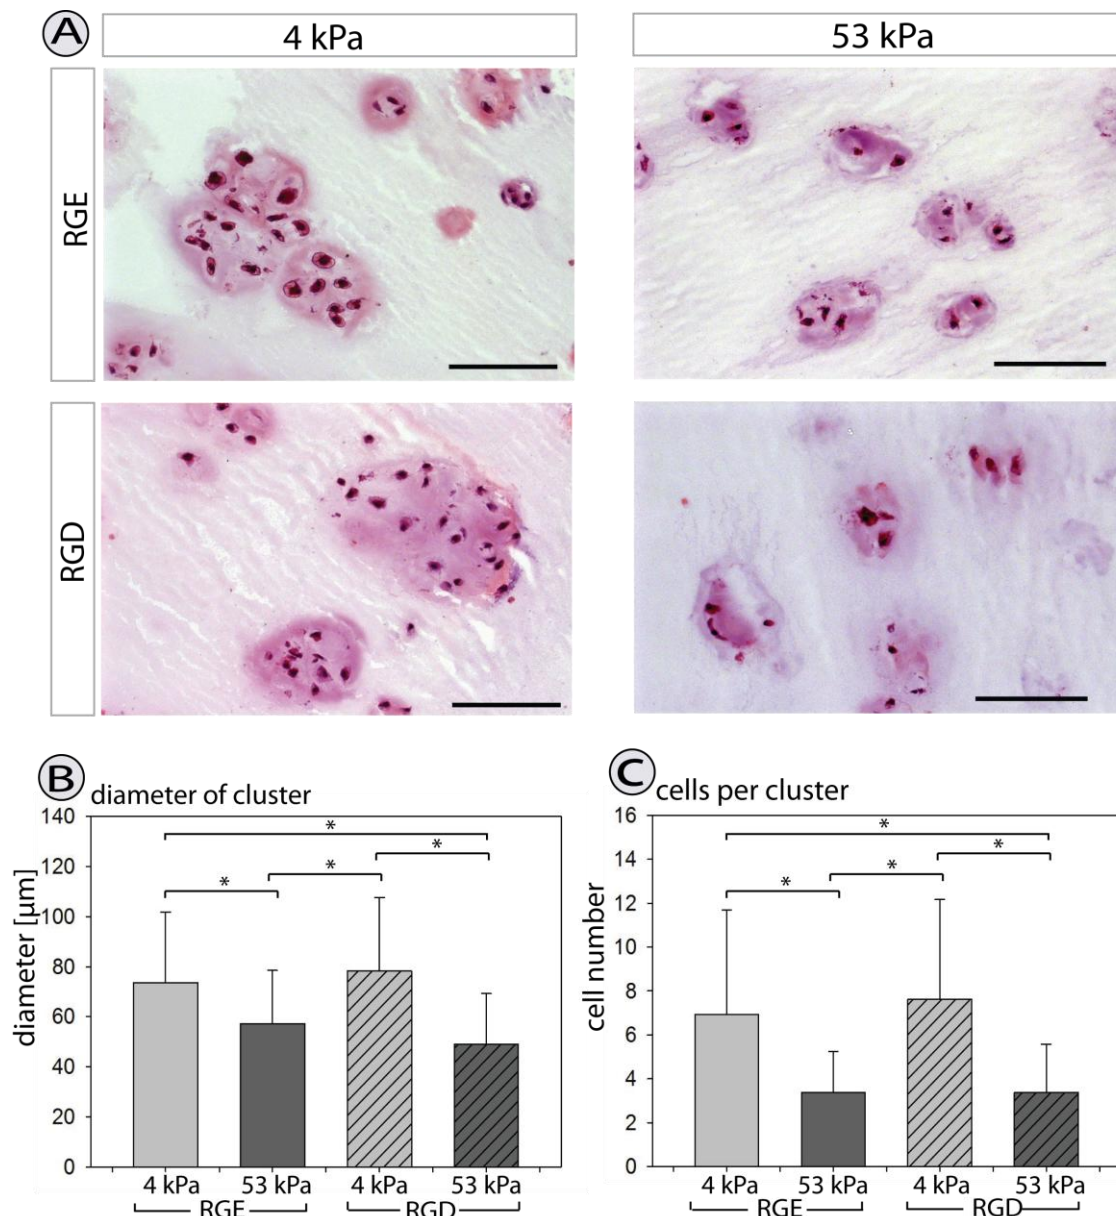 A
4 kPa
53 kPa
RGE
RGD
B
diameter of cluster
diameter [µm]
140
120
100
80
60
40
20
0
*
*
*
*
4 kPa
53 kPa
4 kPa
53 kPa
RGE
RGD
C
cells per cluster
cell number
16
14
12
10
8
6
4
2
0
*
*
*
*
4 kPa
53 kPa
4 kPa
53 kPa
RGE
RGD